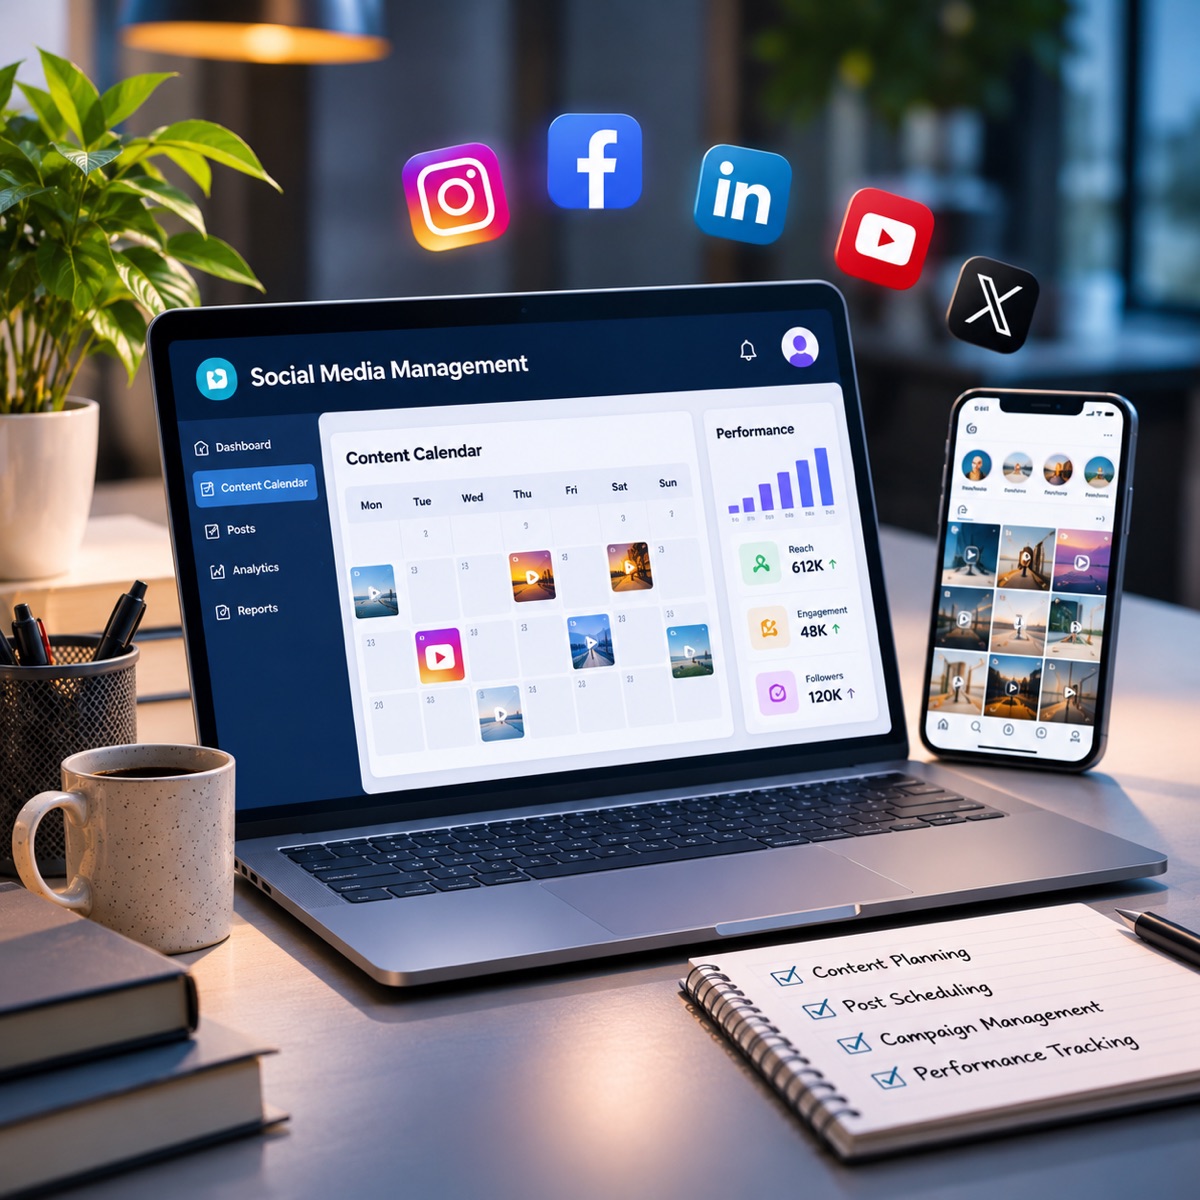 f
in
X
Social Media Management
Dashboard
Content Calendar
Posts
Analytics
Reports
Content Calendar
Mon Tue Wed Thu Fri Sat Sun
Performance
Reach
612K ↑
Engagement
48K ↑
Followers
120K ↑
Content Planning
Post Scheduling
Campaign Management
Performance Tracking